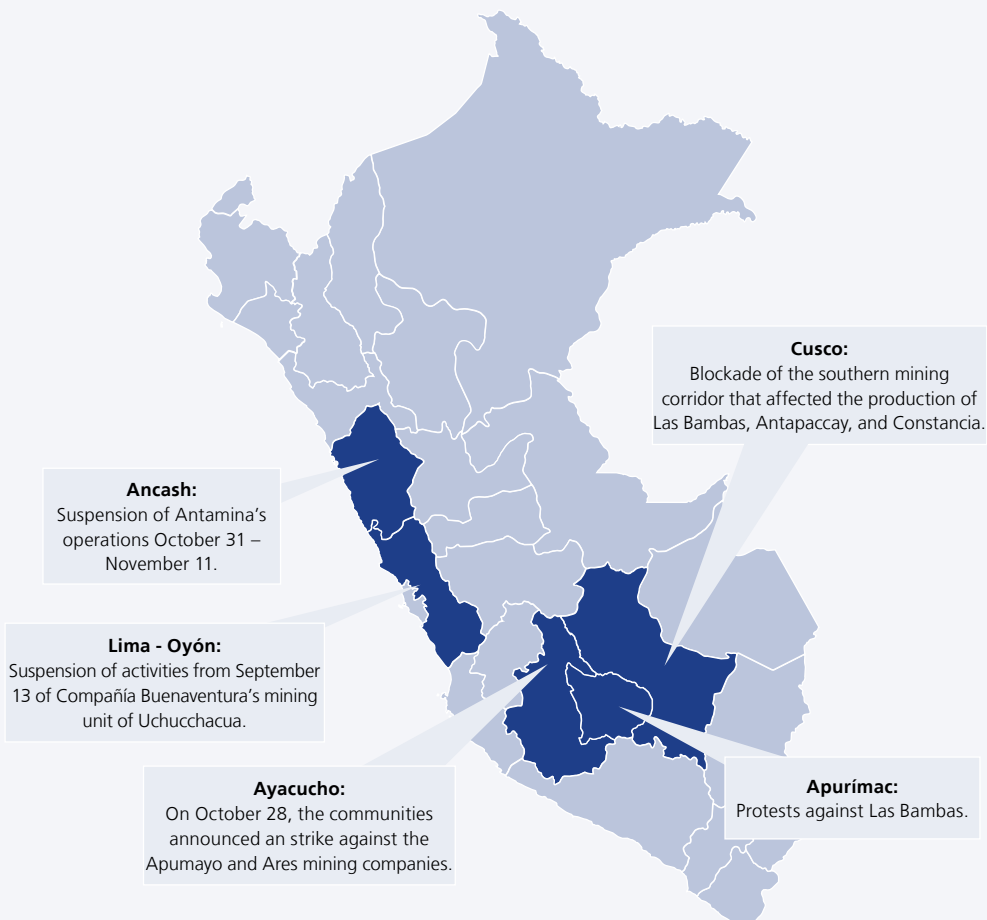 Cusco:
Blockade of the southern mining
corridor that affected the production of
Las Bambas, Antapaccay, and Constancia.
Ancash:
Suspension of Antamina's
operations October 31 –
November 11.
Lima - Oyón:
Suspension of activities from September
13 of Compañía Buenaventura's mining
unit of Uchucchacua.
Ayacucho:
On October 28, the communities
announced an strike against the
Apumayo and Ares mining companies.
Apurímac:
Protests against Las Bambas.